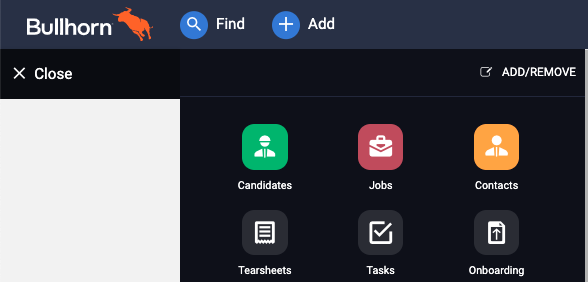 Bullhorn Find Add
Close
ADD/REMOVE
Candidates Jobs Contacts
Tearsheets Tasks Onboarding